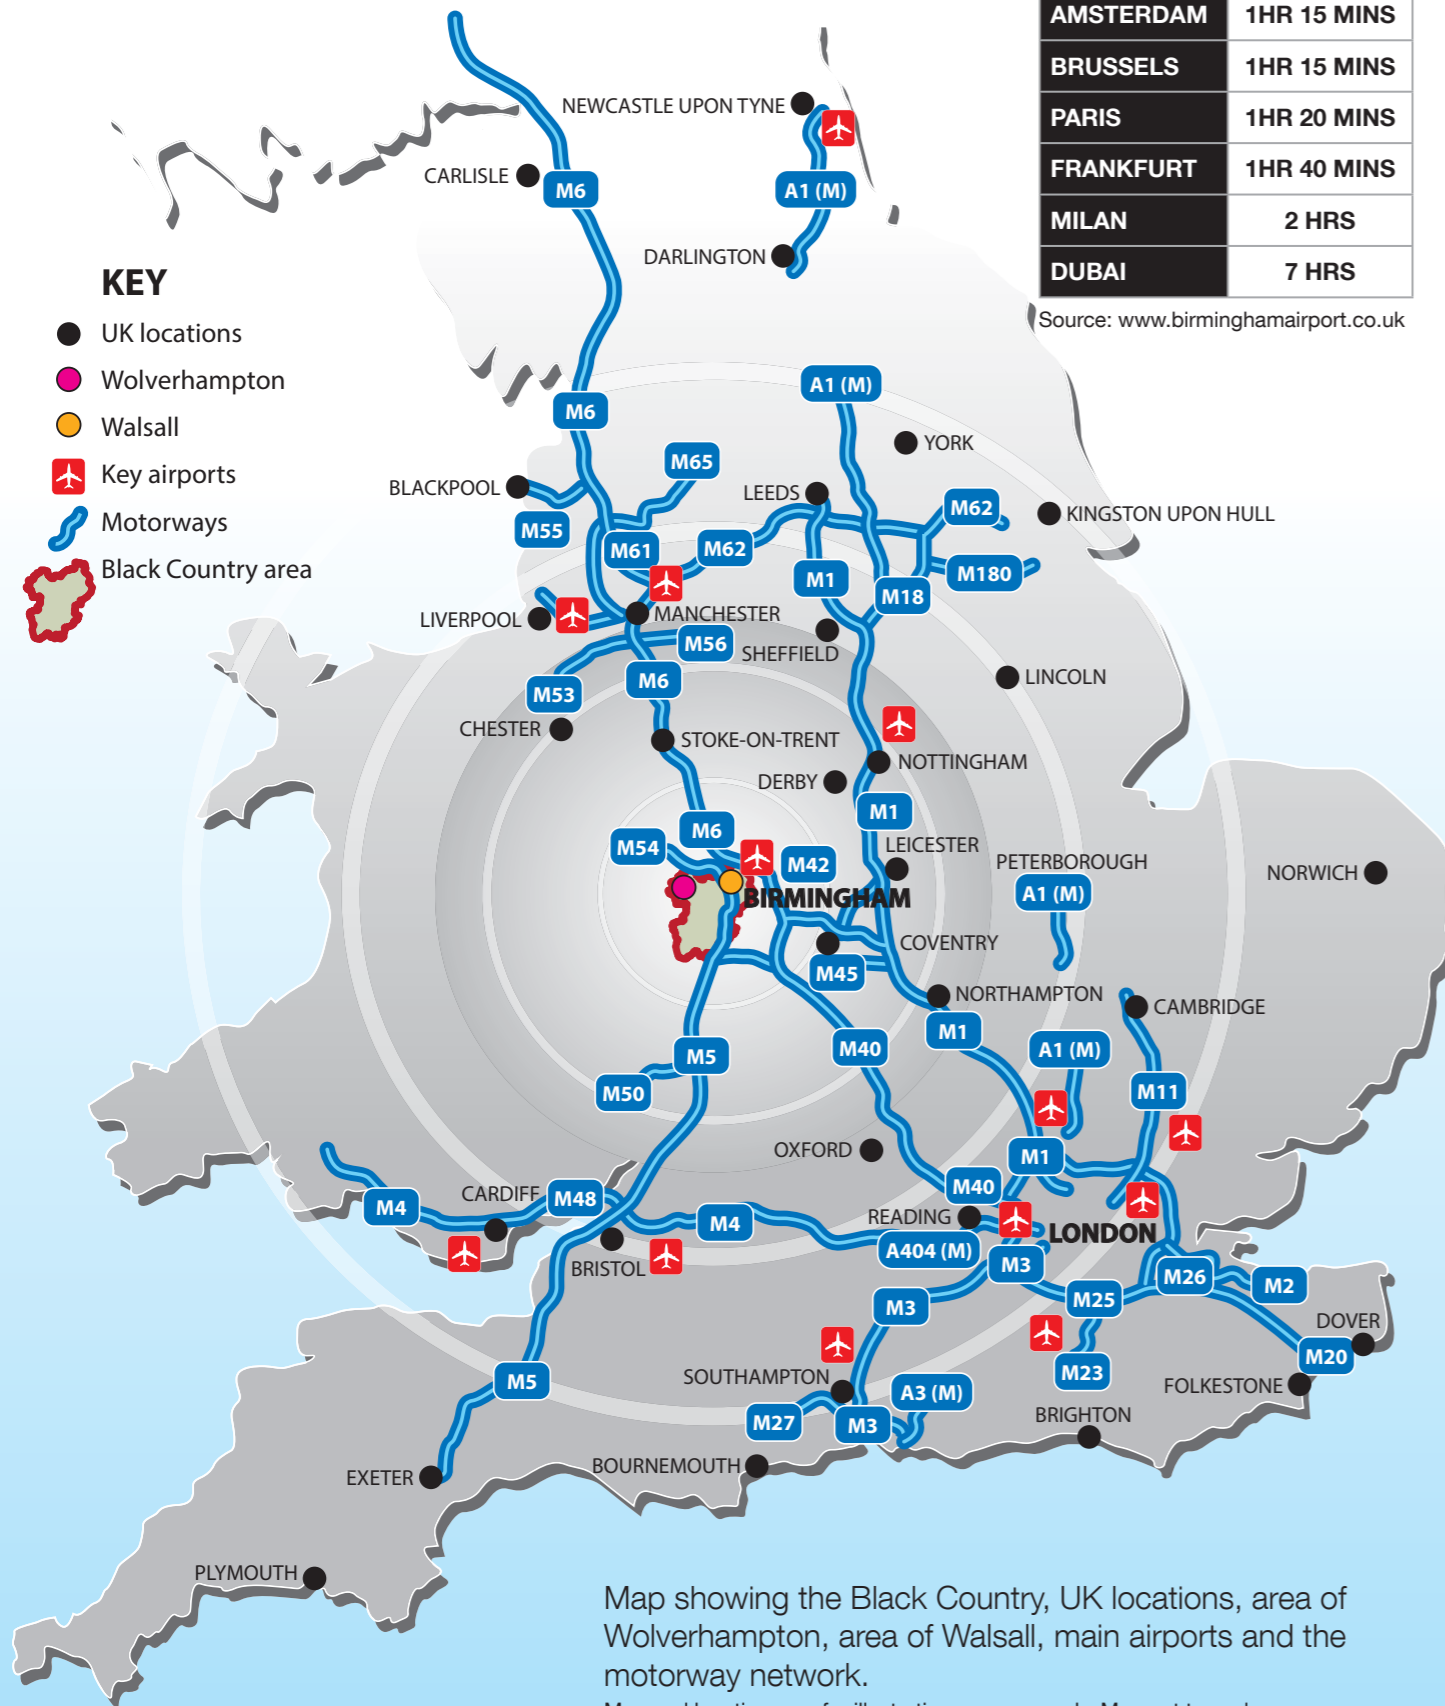 AMSTERDAM 1HR 15 MINS
BRUSSELS 1HR 15 MINS
PARIS 1HR 20 MINS
FRANKFURT 1HR 40 MINS
MILAN 2 HRS
DUBAI 7 HRS
Source: www.birminghamairport.co.uk
KEY
UK locations
Wolverhampton
Walsall
Key airports
Motorways
Black Country area
NEWCASTLE UPON TYNE
CARLISLE
M6
A1 (M)
DARLINGTON
A1 (M)
M6
YORK
M65
BLACKPOOL
LEEDS
M62
KINGSTON UPON HULL
M55
M61
M62
M1
M180
M18
LIVERPOOL
MANCHESTER
M56
SHEFFIELD
M6
M53
LINCOLN
CHESTER
STOKE-ON-TRENT
NOTTINGHAM
DERBY
M1
M6
M54
LEICESTER
M42
PETERBOROUGH
NORWICH
A1 (M)
BIRMINGHAM
COVENTRY
M45
NORTHAMPTON
CAMBRIDGE
M1
M40
A1 (M)
M5
M50
M11
OXFORD
M1
M40
CARDIFF
M48
M4
M4
READING
LONDON
A404 (M)
BRISTOL
M3
M26
M2
M25
M3
DOVER
M20
M23
SOUTHAMPTON
M5
A3 (M)
FOLKESTONE
M27
M3
BRIGHTON
BOURNEMOUTH
EXETER
PLYMOUTH
Map showing the Black Country, UK locations, area of
Wolverhampton, area of Walsall, main airports and the
motorway network.